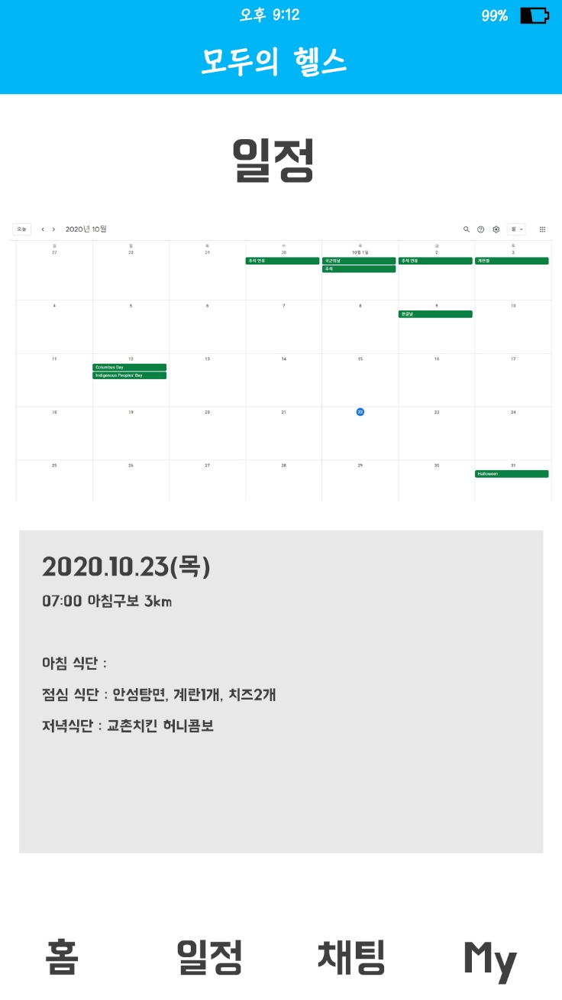 오후 9:12
99%
모두의 헬스
일정
오늘 2020년 10월 월
일 월 화 수 목 금 토
27 28 29 30 10월 1일 2 3
추석 연휴 국군의날 추석 연휴 개천절
추석
4 5 6 7 8 9 10
한글날
11 12 13 14 15 16 17
Columbus Day
Indigenous Peoples' Day
18 19 20 21 22 23 24
25 26 27 28 29 30 31
Halloween
2020.10.23(목)
07:00 아침구보 3km
아침 식단 :
점심 식단 : 안성탕면, 계란1개, 치즈2개
저녁식단 : 교촌치킨 허니콤보
홈 일정 채팅 My